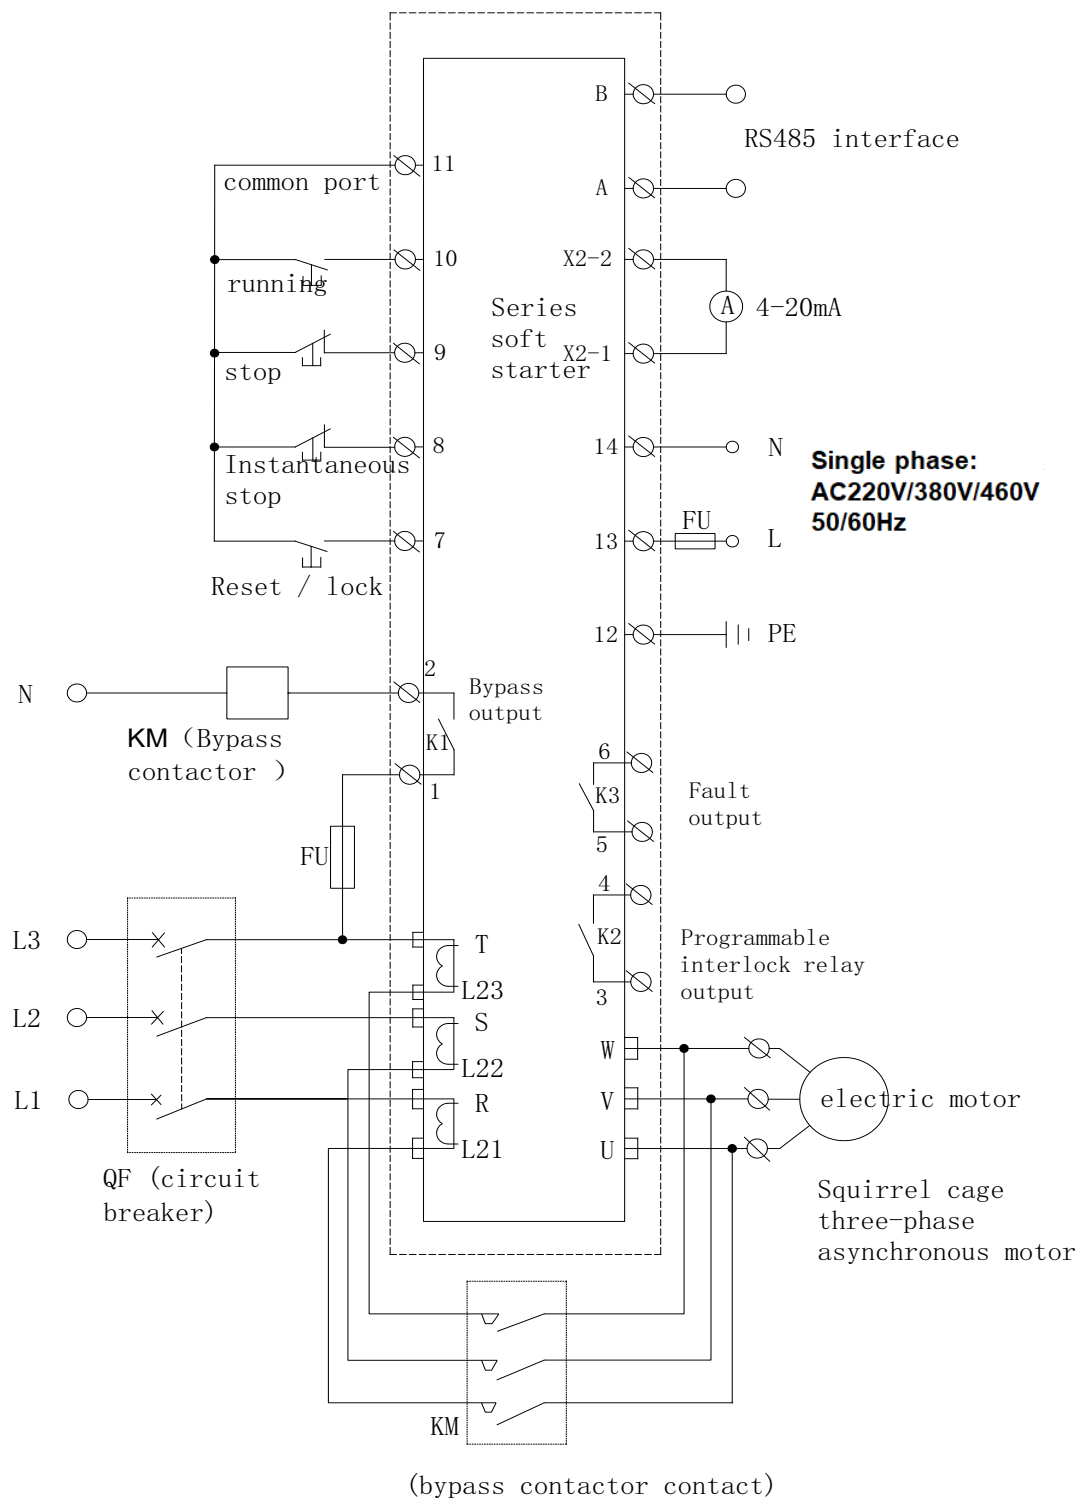 B
RS485 interface
11
common port
A
10
X2-2
running
Series
soft
starter
A
4-20mA
9
X2-1
stop
8
14
N
Single phase:
AC220V/380V/460V
50/60Hz
Instantaneous
stop
FU
7
13
L
Reset / lock
12
PE
2
N
Bypass
output
KM (Bypass
contactor )
K1
1
6
K3
Fault
output
5
FU
4
L3
T
K2
Programmable
interlock relay
output
L23
3
L2
S
W
L22
L1
R
V
electric motor
L21
U
QF (circuit
breaker)
Squirrel cage
three-phase
asynchronous motor
KM
(bypass contactor contact)